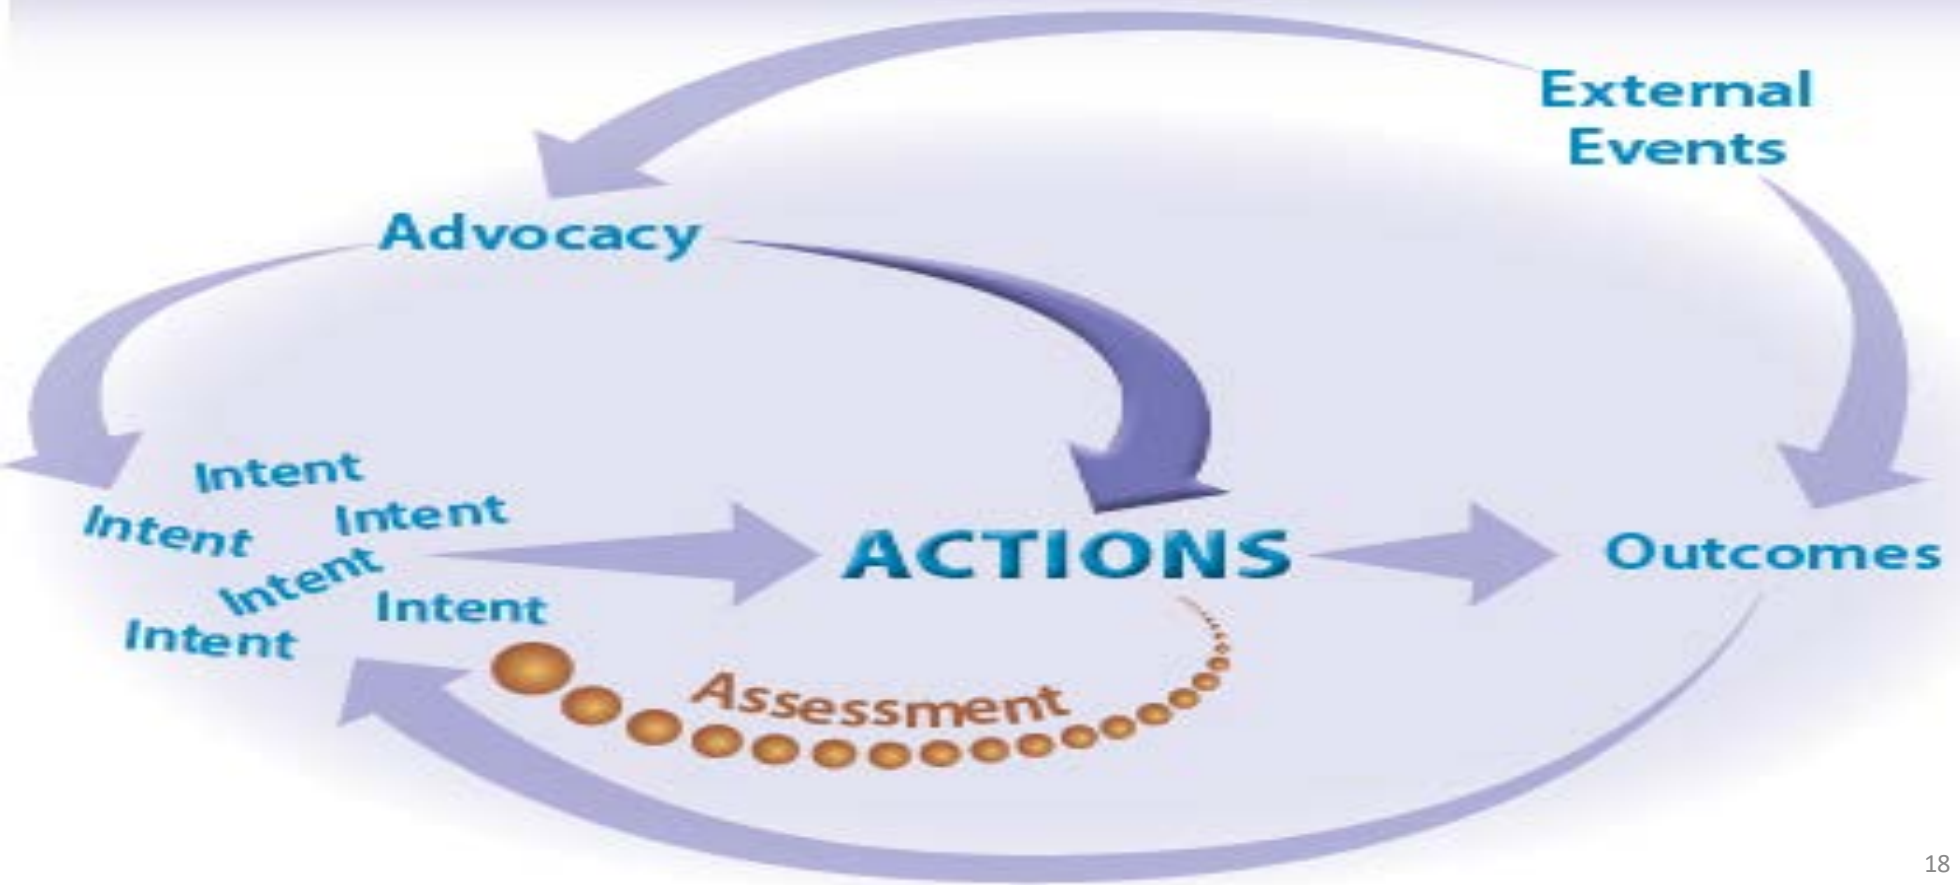 External
Events
Advocacy
Intent
Intent
Intent
Intent
Intent
Intent
ACTIONS
Outcomes
Assessment
18